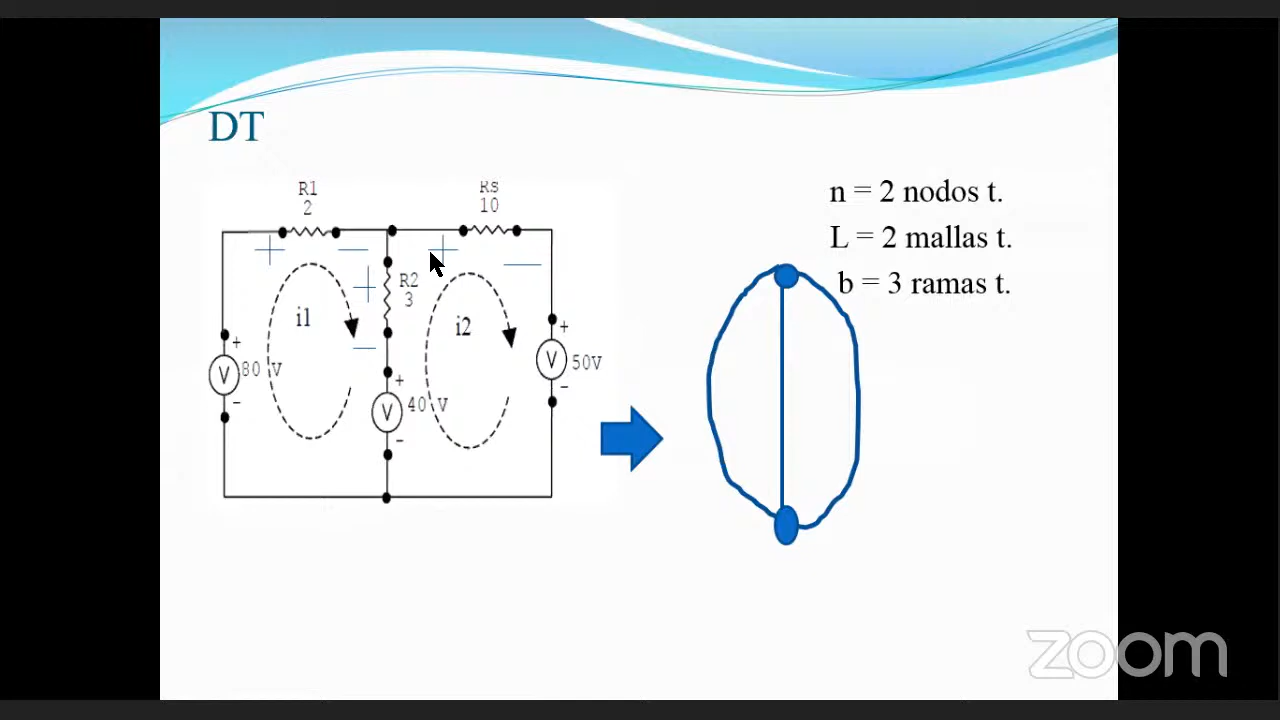 DT
R1
2
Rs
10
n = 2 nodos t.
L = 2 mallas t.
b = 3 ramas t.
+ − + −
+
R2
3
−
i1
i2
+
V 80 V
−
+
V 40 V
−
+
V 50V
−
zoom